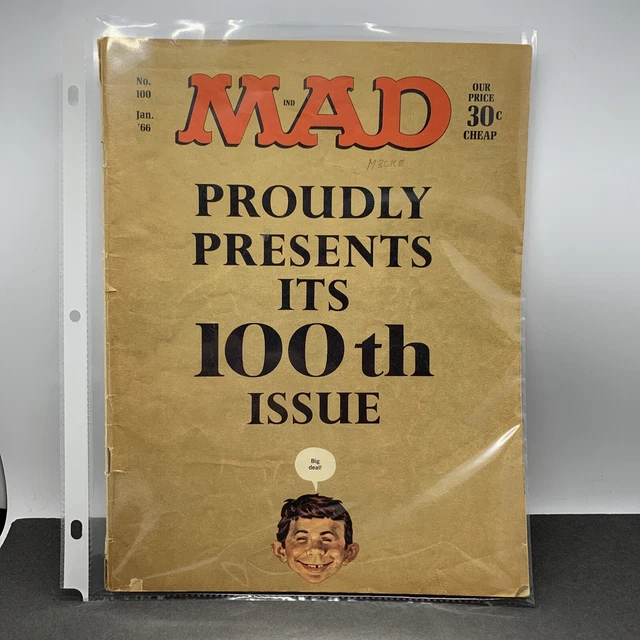 No.
100
Jan.
'66
MAD
IND
OUR
PRICE
30c
CHEAP
PROUDLY
PRESENTS
ITS
100th
ISSUE
Big
deal!